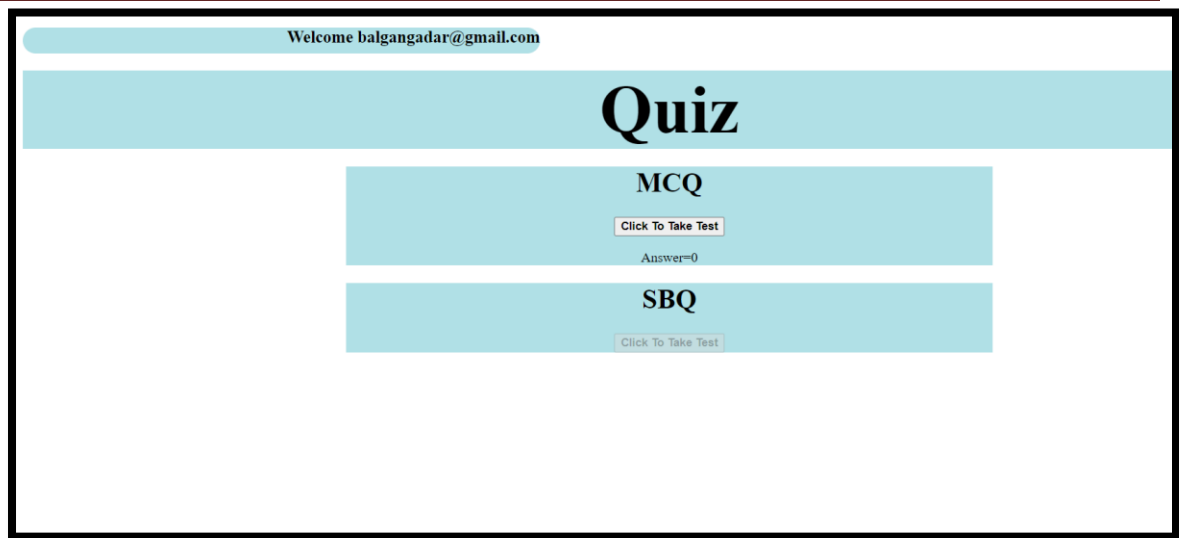 Welcome balgangadar@gmail.com
Quiz
MCQ
Click To Take Test
Answer=0
SBQ
Click To Take Test